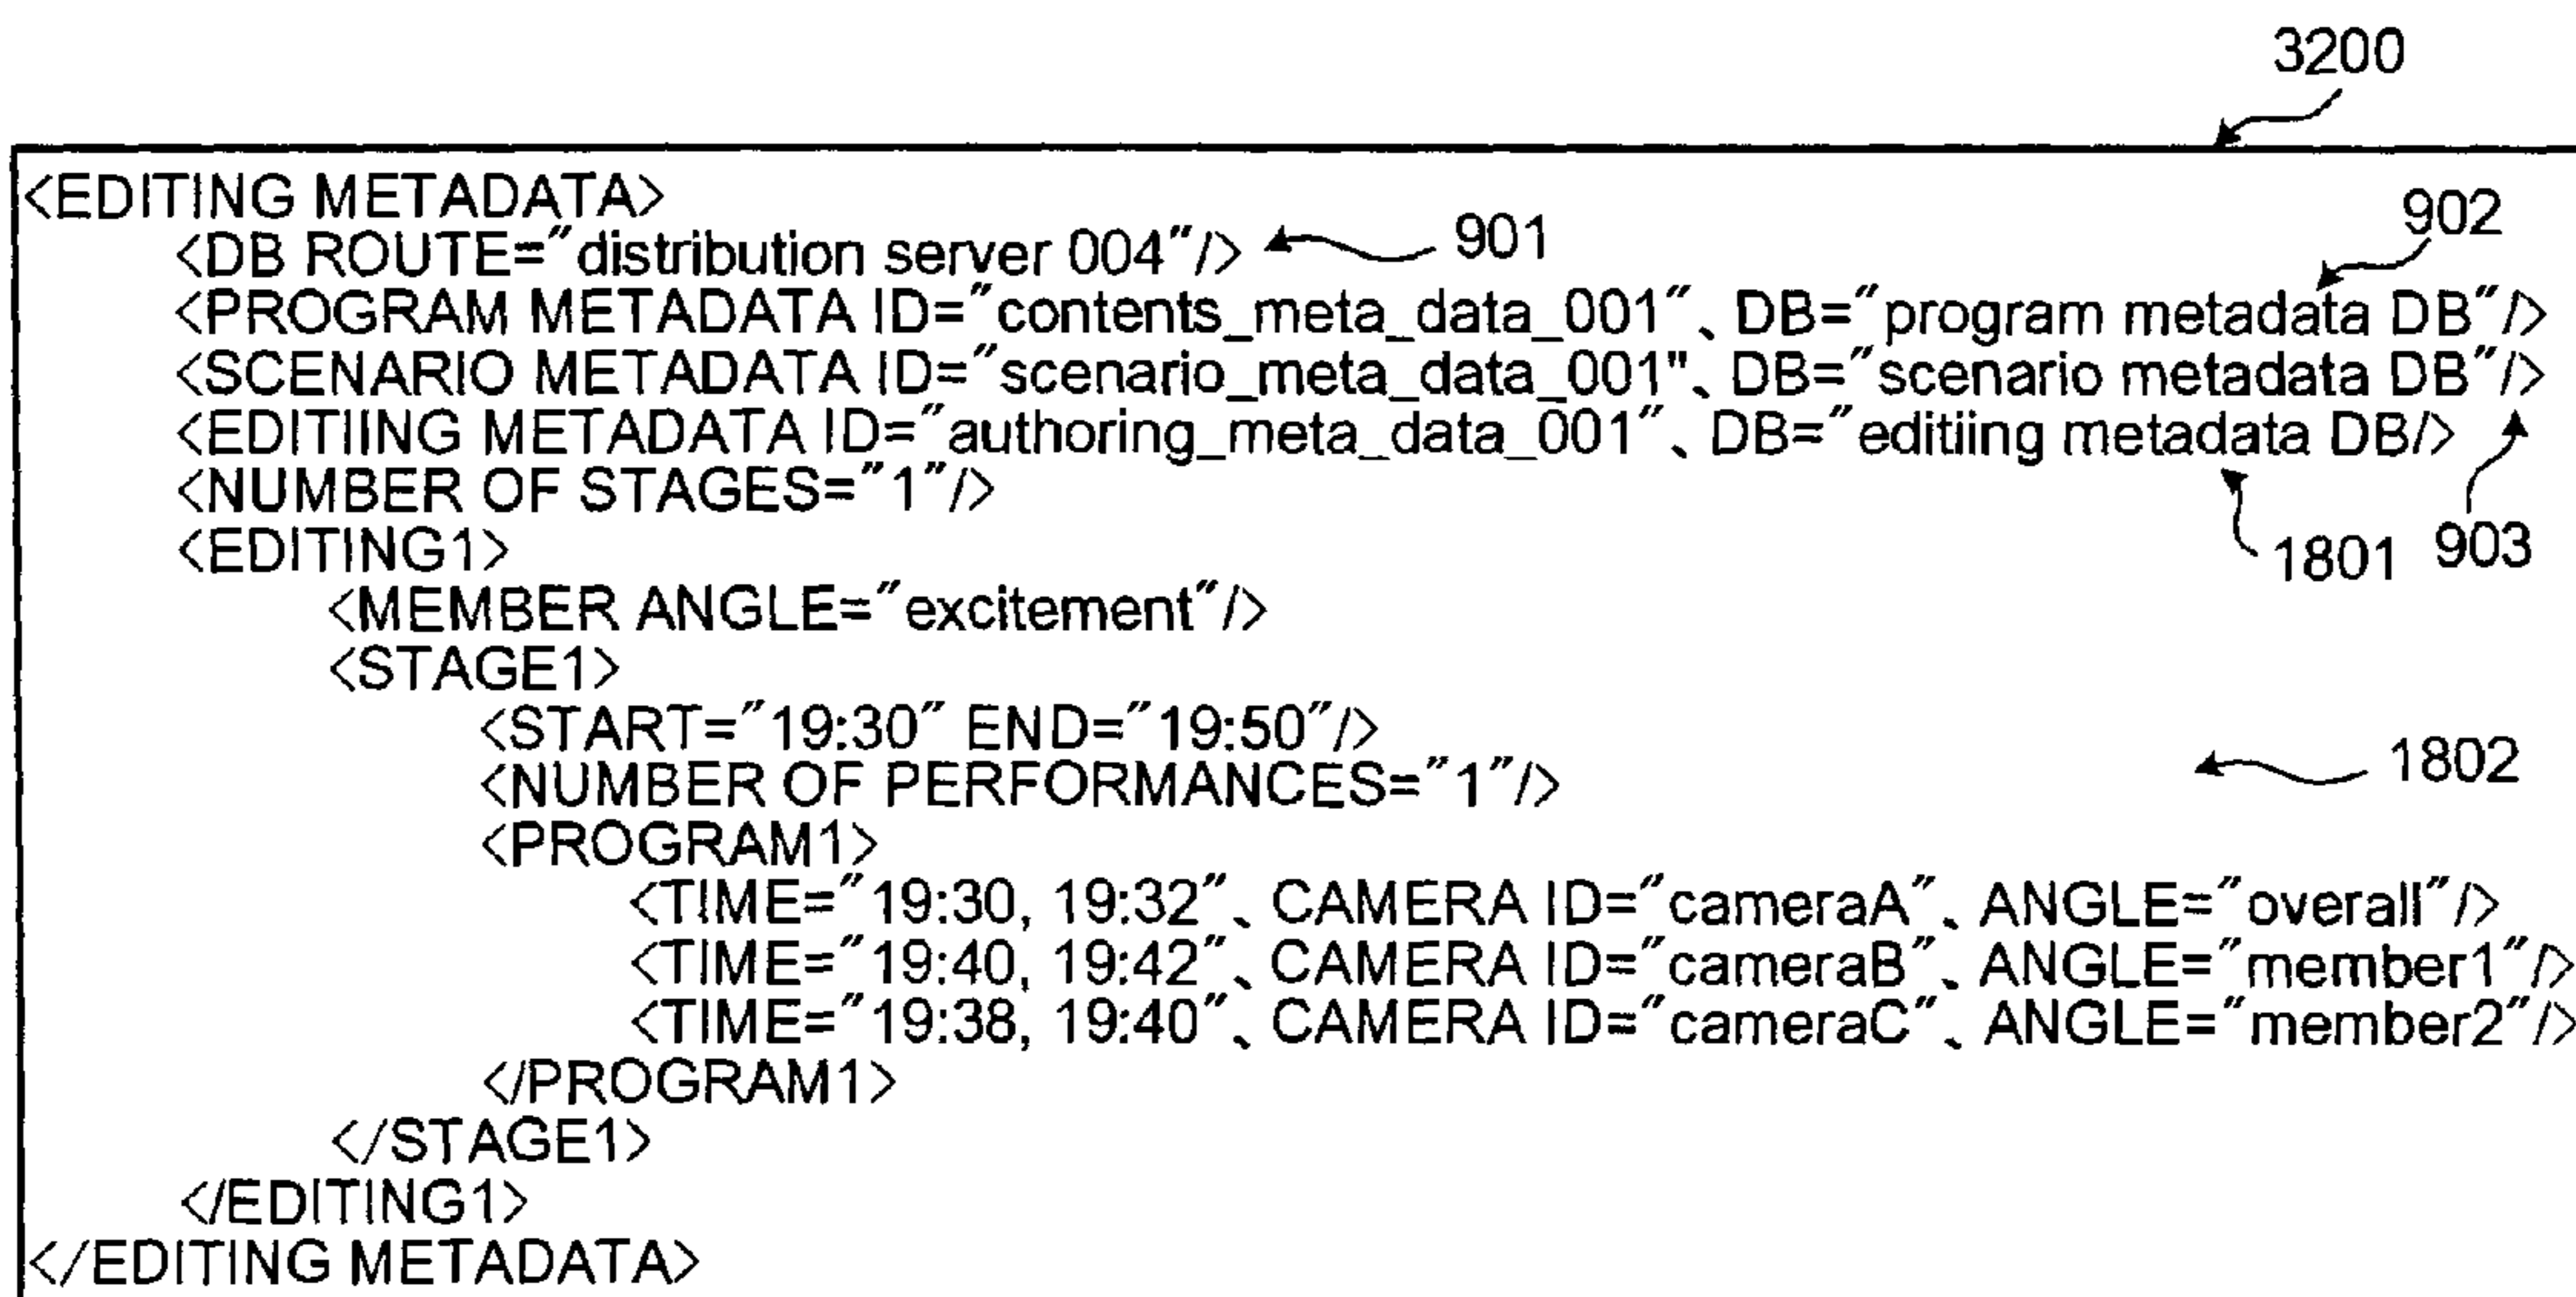 3200
<EDITING METADATA>
<DB ROUTE="distribution server 004"/> 901
902
<PROGRAM METADATA ID="contents_meta_data_001"、DB="program metadata DB"/>
<SCENARIO METADATA ID="scenario_meta_data_001"、DB="scenario metadata DB"/>
<EDITIING METADATA ID="authoring_meta_data_001"、DB="editiing metadata DB/>
<NUMBER OF STAGES="1"/>
<EDITING1>
1801 903
<MEMBER ANGLE="excitement"/>
<STAGE1>
<START="19:30" END="19:50"/>
<NUMBER OF PERFORMANCES="1"/> 1802
<PROGRAM1>
<TIME="19:30, 19:32"、CAMERA ID="cameraA"、ANGLE="overall"/>
<TIME="19:40, 19:42"、CAMERA ID="cameraB"、ANGLE="member1"/>
<TIME="19:38, 19:40"、CAMERA ID="cameraC"、ANGLE="member2"/>
</PROGRAM1>
</STAGE1>
</EDITING1>
</EDITING METADATA>